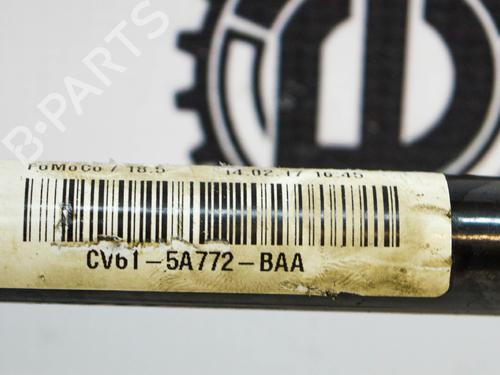 B-PARTS
FoMoCo / 18.5 14.02.17 16:45
CV61-5A772-BAA